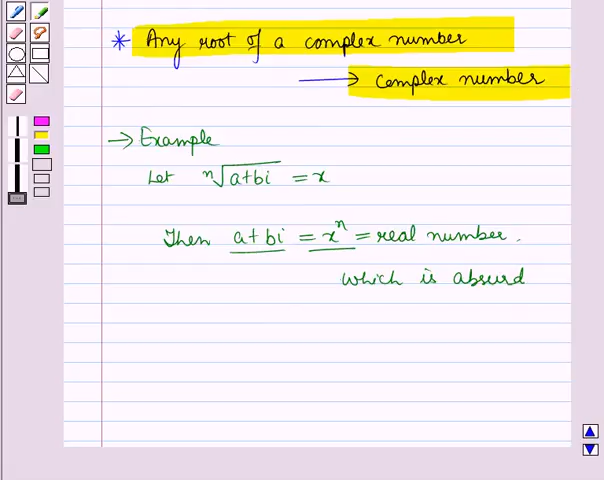 * Any root of a complex number
→ complex number
→ Example
Let ⁿ√(a+bi) = x
Then a+bi = xⁿ = real number.
which is absurd